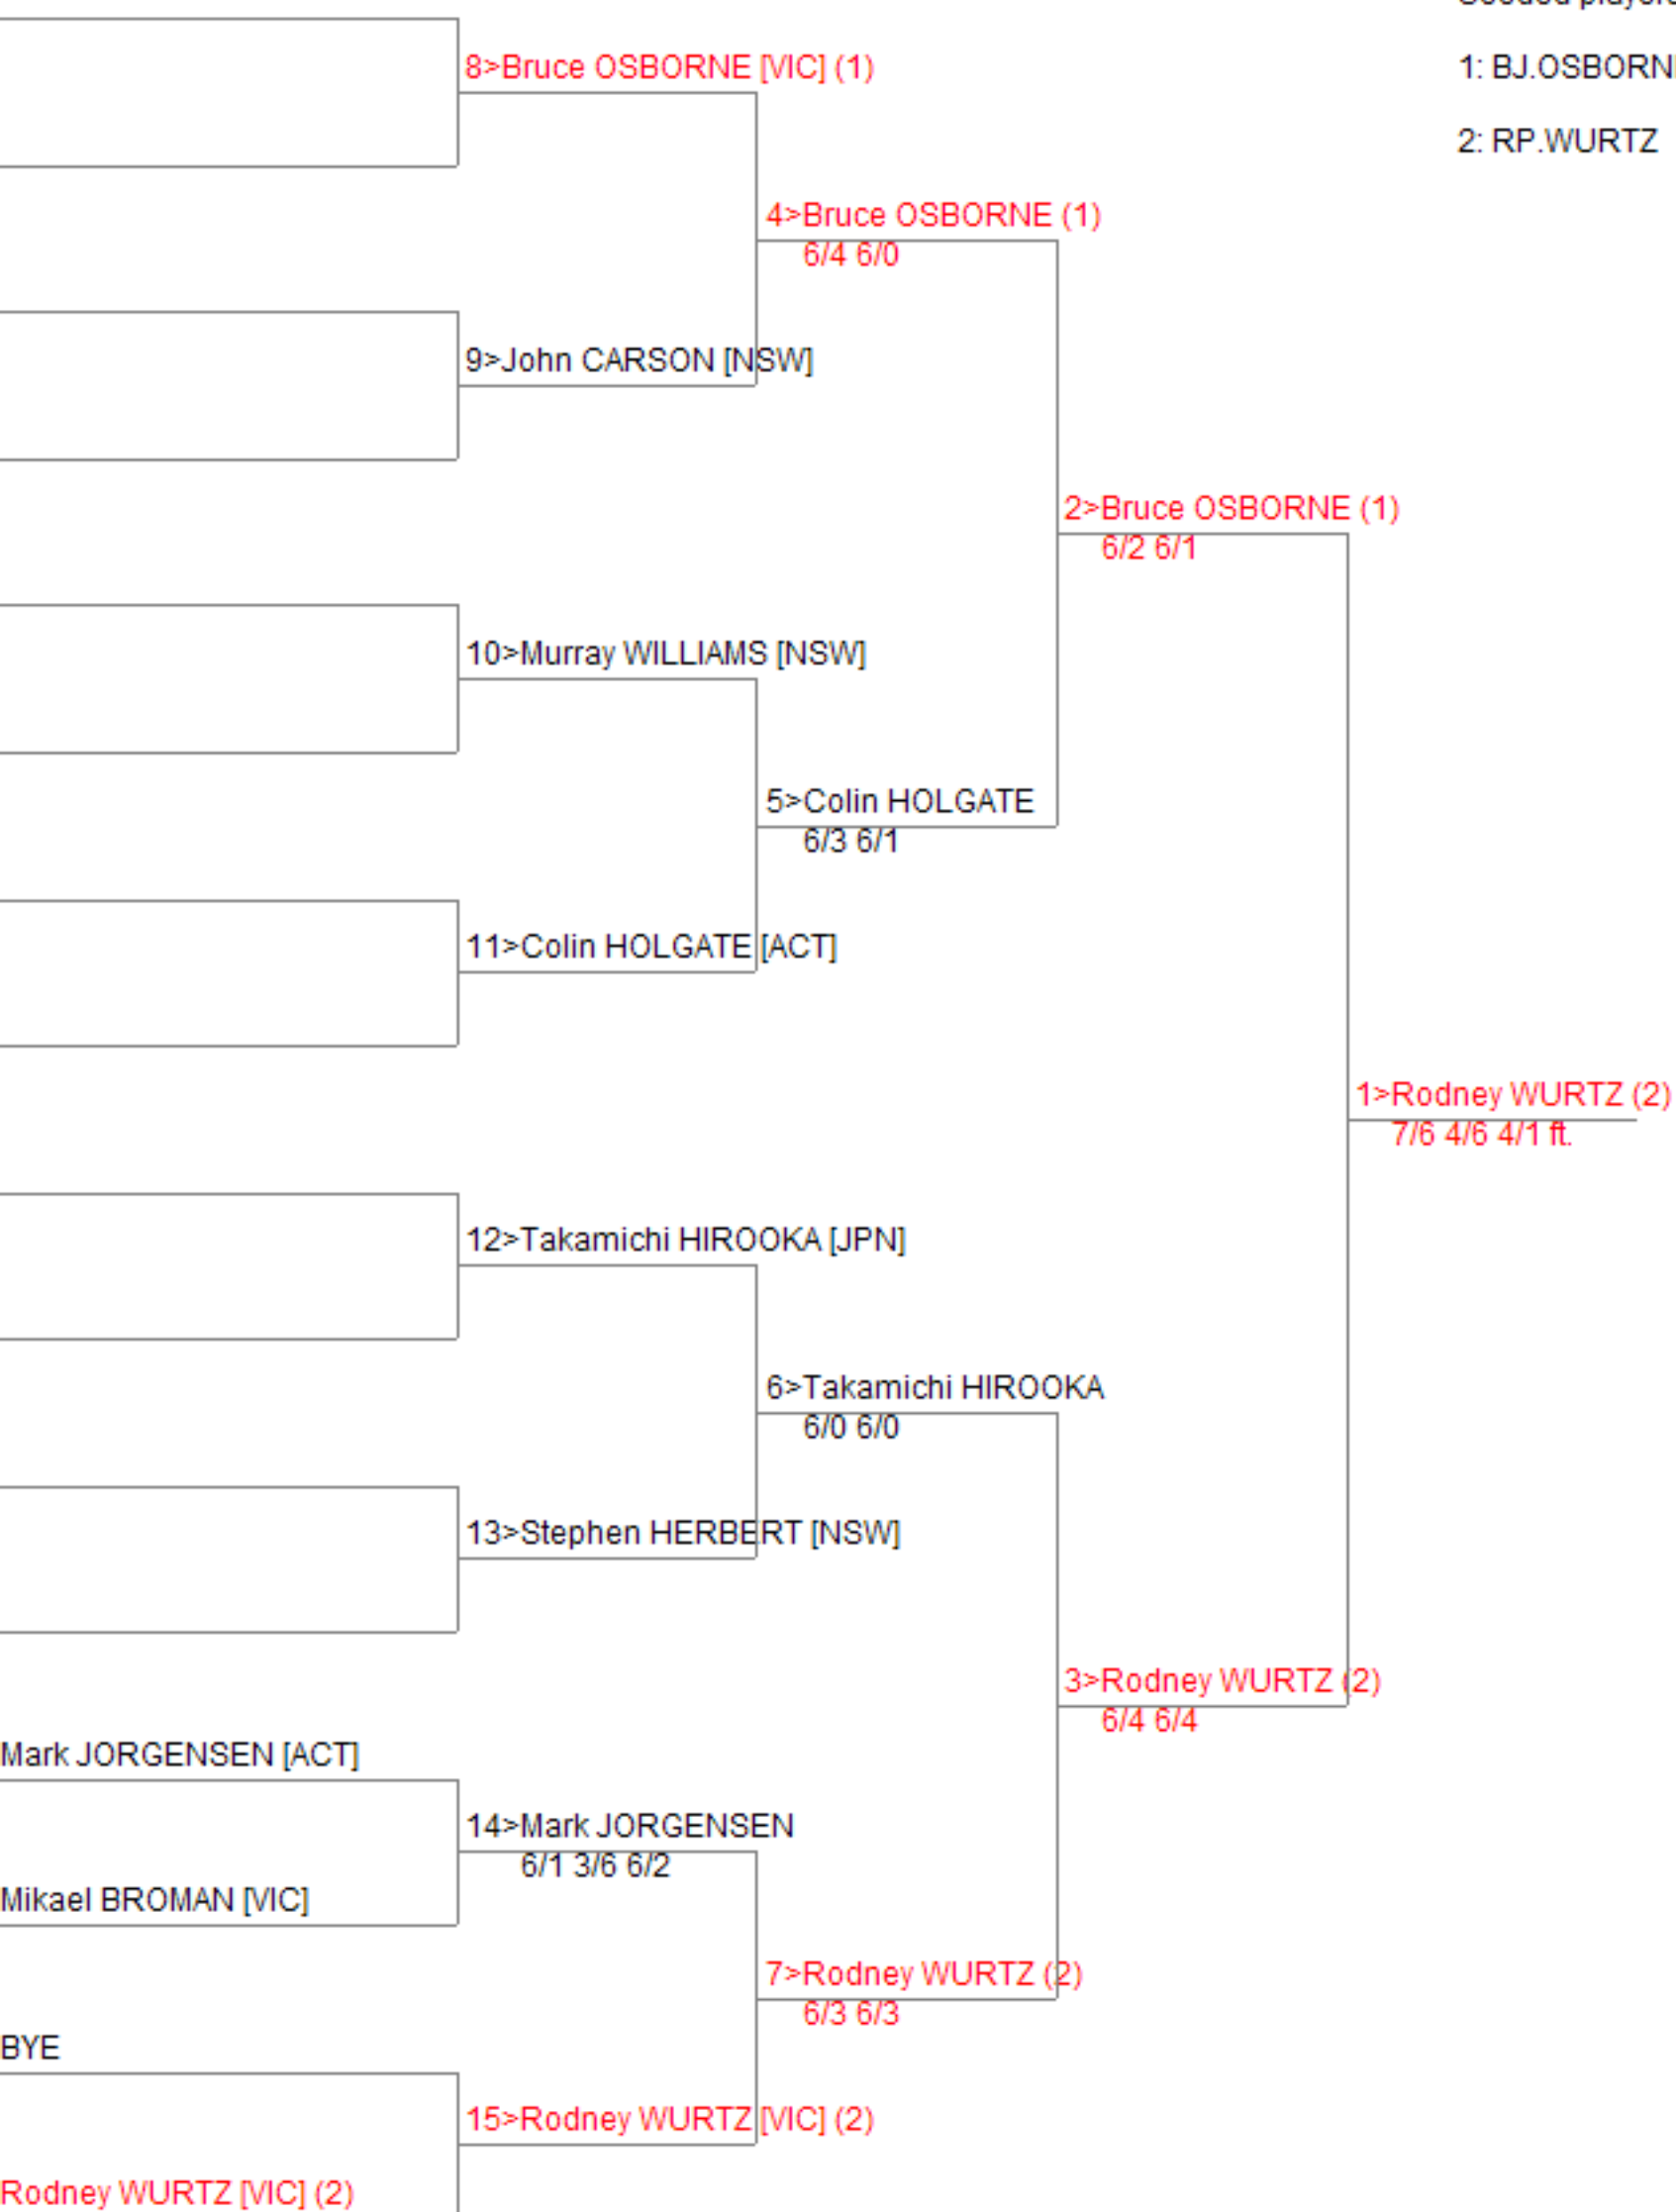 Seeded players
8>Bruce OSBORNE [VIC] (1)
1: BJ.OSBORN
2: RP.WURTZ
4>Bruce OSBORNE (1)
6/4 6/0
9>John CARSON [NSW]
2>Bruce OSBORNE (1)
6/2 6/1
10>Murray WILLIAMS [NSW]
5>Colin HOLGATE
6/3 6/1
11>Colin HOLGATE [ACT]
1>Rodney WURTZ (2)
7/6 4/6 4/1 ft.
12>Takamichi HIROOKA [JPN]
6>Takamichi HIROOKA
6/0 6/0
13>Stephen HERBERT [NSW]
3>Rodney WURTZ (2)
6/4 6/4
Mark JORGENSEN [ACT]
14>Mark JORGENSEN
6/1 3/6 6/2
Mikael BROMAN [VIC]
7>Rodney WURTZ (2)
6/3 6/3
BYE
15>Rodney WURTZ [VIC] (2)
Rodney WURTZ [VIC] (2)